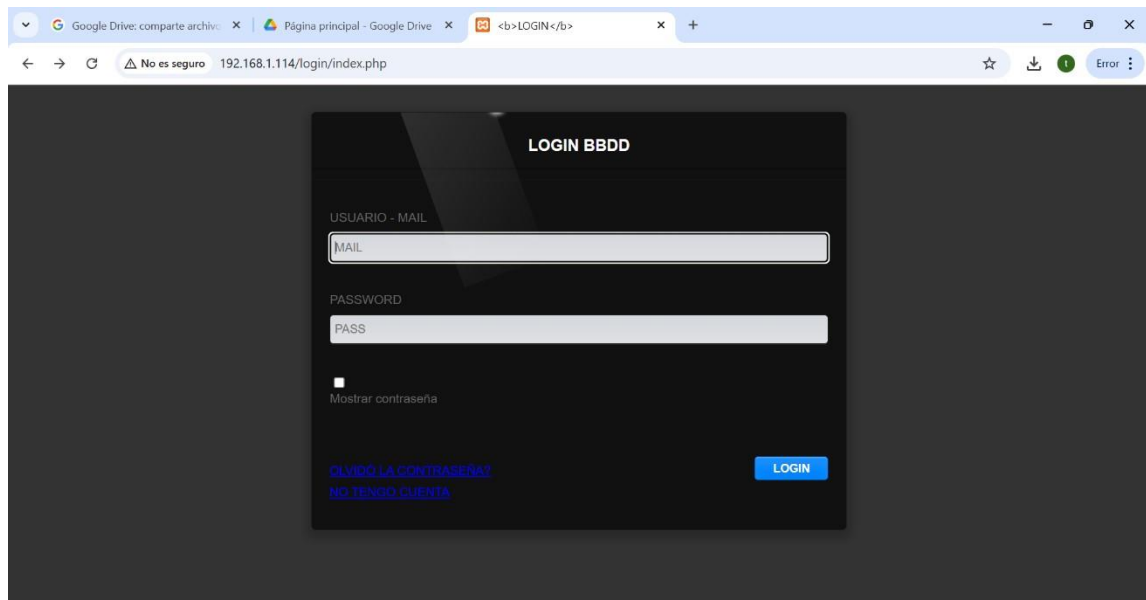 Google Drive: comparte archivo
Página principal - Google Drive
<b>LOGIN</b>
No es seguro
192.168.1.114/login/index.php
t
Error
LOGIN BBDD
USUARIO - MAIL
MAIL
PASSWORD
PASS
Mostrar contraseña
OLVIDÓ LA CONTRASEÑA?
LOGIN
NO TENGO CUENTA